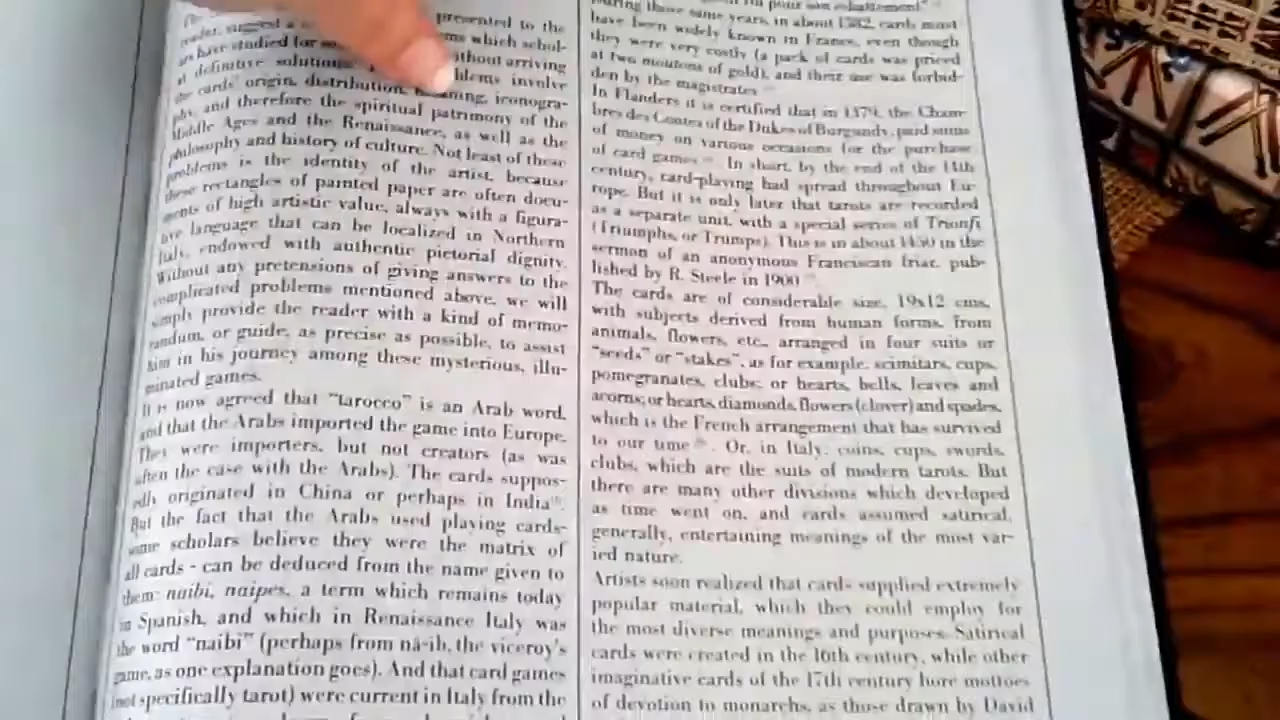 presented to the
reader, suggest a which schol-
ars have studied for without arriving
at definitive solutions. involve
the cards' origin, distribution, iconogra-
phy, and therefore the spiritual patrimony of the
Middle Ages and the Renaissance, as well as the
philosophy and history of culture. Not least of these
problems is the identity of the artist, because
these rectangles of painted paper are often docu-
ments of high artistic value, always with a figura-
tive language that can be localized in Northern
Italy, endowed with authentic pictorial dignity.
Without any pretensions of giving answers to the
complicated problems mentioned above, we will
simply provide the reader with a kind of memo-
randum, or guide, as precise as possible, to assist
him in his journey among these mysterious, illu-
minated games.
It is now agreed that "tarocco" is an Arab word,
and that the Arabs imported the game into Europe.
They were importers, but not creators (as was
often the case with the Arabs). The cards suppos-
edly originated in China or perhaps in India
But the fact that the Arabs used playing cards-
some scholars believe they were the matrix of
all cards - can be deduced from the name given to
them: naibi, naipes, a term which remains today
in Spanish, and which in Renaissance Italy was
the word "naibi" (perhaps from nā-ib, the viceroy's
game, as one explanation goes). And that card games
(not specifically tarot) were current in Italy from the
pour son esbattement"
During those same years, in about 1382, cards must
have been widely known in France, even though
they were very costly (a pack of cards was priced
at two moutons of gold), and their use was forbid-
den by the magistrates
In Flanders it is certified that in 1379, the Cham-
bres des Contes of the Dukes of Burgandy, paid sums
of money on various occasions for the purchase
of card games In short, by the end of the 14th
century, card-playing had spread throughout Eu-
rope. But it is only later that tarots are recorded
as a separate unit, with a special series of Trionfi
(Triumphs, or Trumps). This is in about 1450 in the
sermon of an anonymous Franciscan friar, pub-
lished by R. Steele in 1900
The cards are of considerable size, 19x12 cms,
with subjects derived from human forms, from
animals, flowers, etc., arranged in four suits or
"seeds" or "stakes", as for example, scimitars, cups,
pomegranates, clubs; or hearts, bells, leaves and
acorns; or hearts, diamonds, flowers (clover) and spades,
which is the French arrangement that has survived
to our time . Or, in Italy: coins, cups, swords,
clubs, which are the suits of modern tarots. But
there are many other divisions which developed
as time went on, and cards assumed satirical,
generally, entertaining meanings of the most var-
ied nature.
Artists soon realized that cards supplied extremely
popular material, which they could employ for
the most diverse meanings and purposes. Satirical
cards were created in the 16th century, while other
imaginative cards of the 17th century bore mottoes
of devotion to monarchs, as those drawn by David